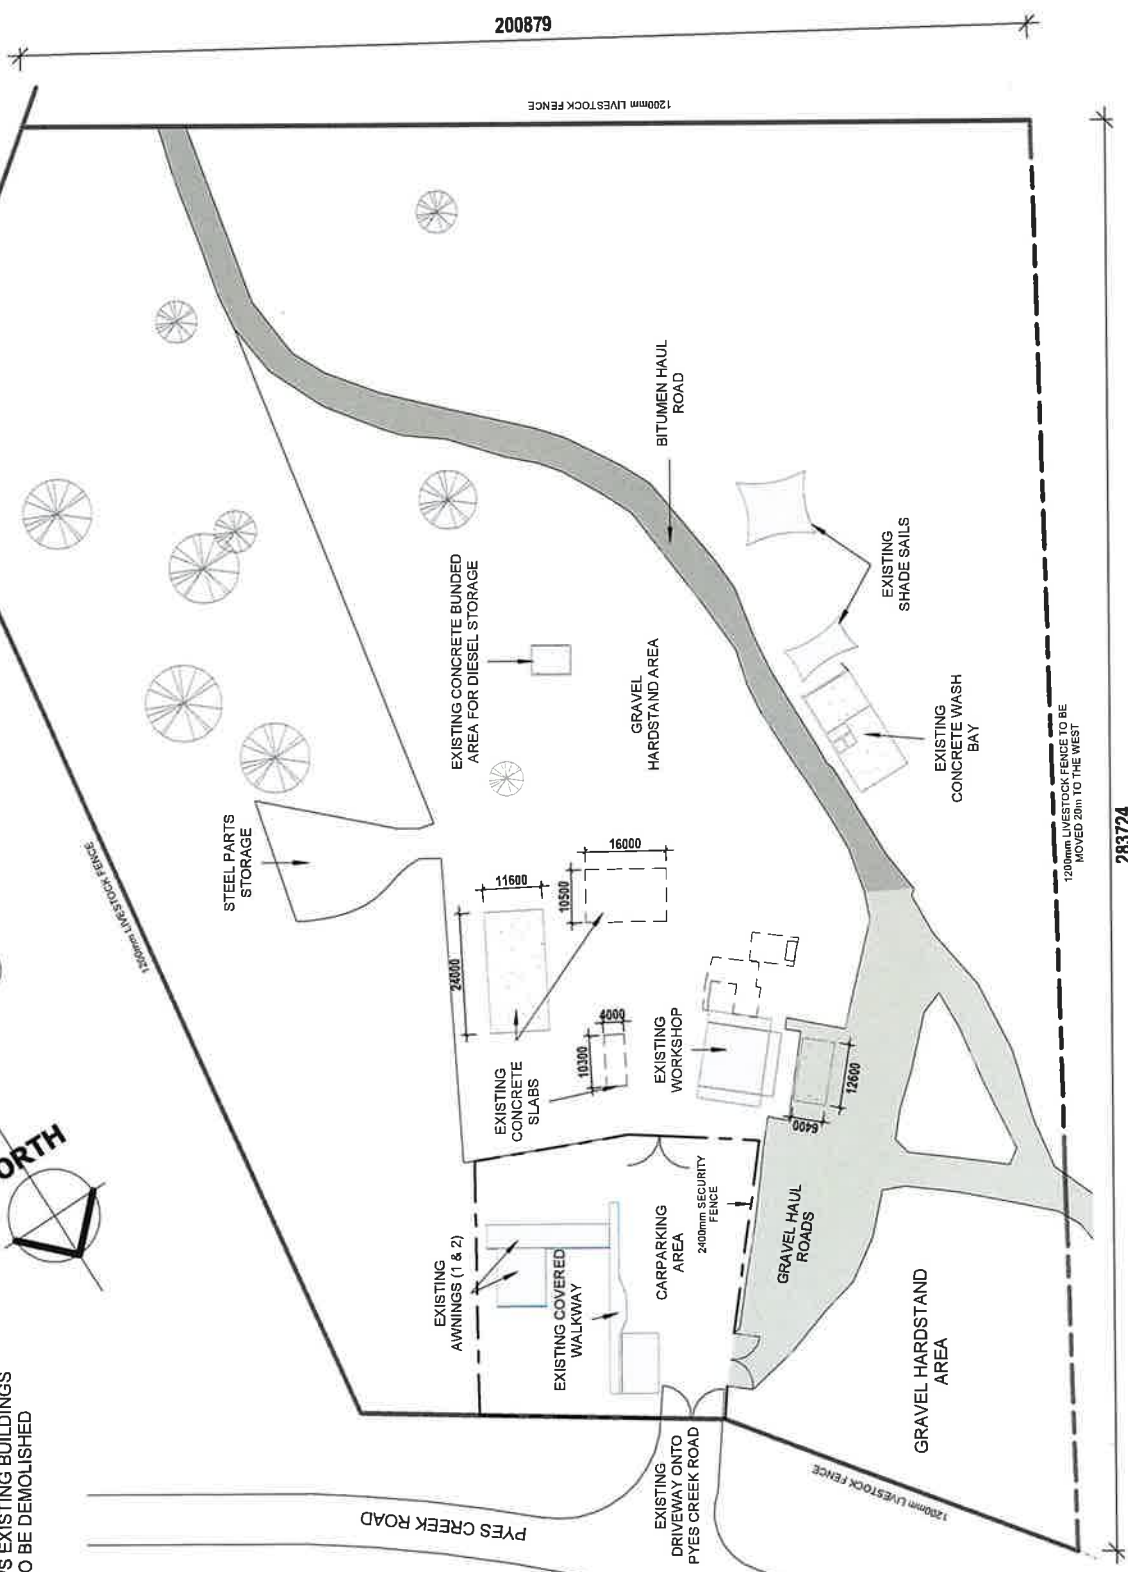 200879
1200mm LIVESTOCK FENCE
BITUMEN HAUL
ROAD
EXISTING
SHADE SAILS
EXISTING CONCRETE BUNDED
AREA FOR DIESEL STORAGE
GRAVEL
HARDSTAND AREA
EXISTING
CONCRETE WASH
BAY
1200mm LIVESTOCK FENCE TO BE
MOVED 20m TO THE WEST
283724
STEEL PARTS
STORAGE
1200mm LIVESTOCK FENCE
16000
11600
10500
24000
4000
10300
EXISTING
CONCRETE
SLABS
EXISTING
WORKSHOP
12600
6400
2400mm SECURITY
FENCE
CARPARKING
AREA
GRAVEL HAUL
ROADS
EXISTING
AWNINGS (1 & 2)
EXISTING COVERED
WALKWAY
GRAVEL HARDSTAND
AREA
EXISTING BUILDINGS
BE DEMOLISHED
EXISTING
DRIVEWAY ONTO
PYES CREEK ROAD
1200mm LIVESTOCK FENCE
PYES CREEK ROAD